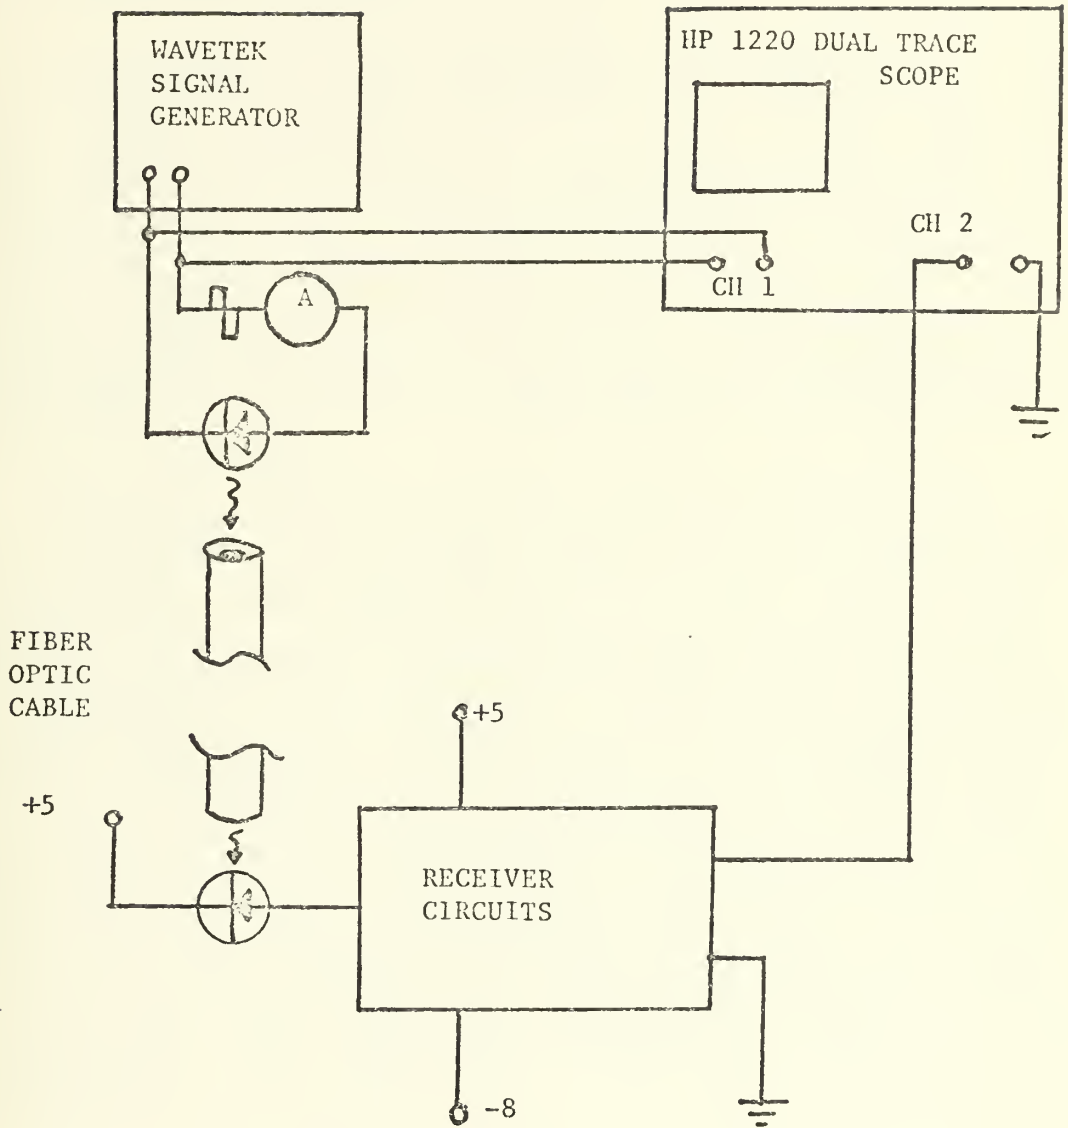 WAVETEK
SIGNAL
GENERATOR
HP 1220 DUAL TRACE
SCOPE
CH 2
CH 1
A
FIBER
OPTIC
CABLE
+5
+5
RECEIVER
CIRCUITS
-8